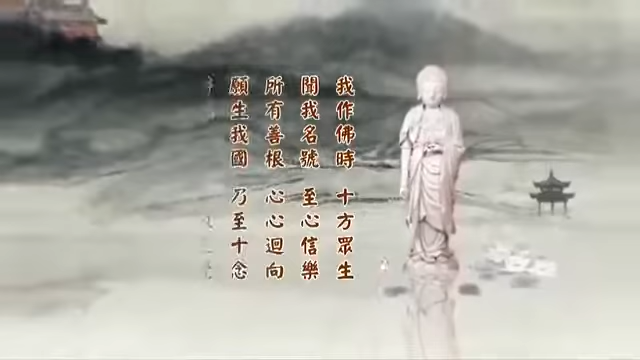 我作佛時 十方眾生
聞我名號 至心信樂
所有善根 心心迴向
願生我國 乃至十念